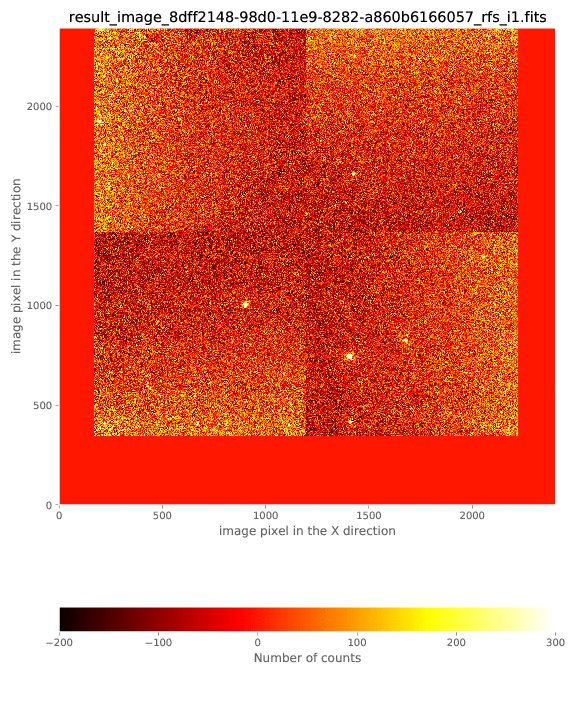 result_image_8dff2148-98d0-11e9-8282-a860b6166057_rfs_i1.fits
2000
1500
1000
500
0
image pixel in the Y direction
0 500 1000 1500 2000
image pixel in the X direction
−200 −100 0 100 200 300
Number of counts